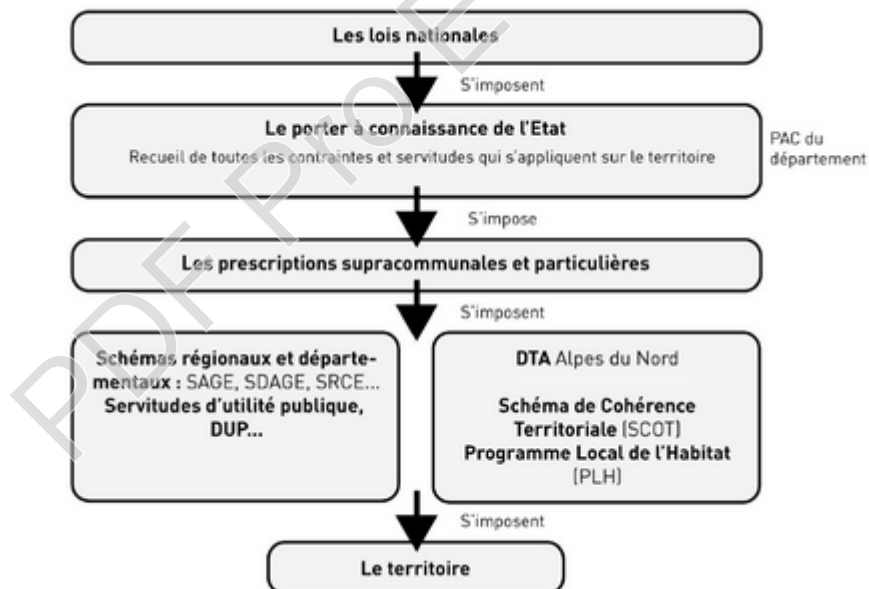 Les lois nationales
S'imposent
Le porter à connaissance de l'Etat
Recueil de toutes les contraintes et servitudes qui s'appliquent sur le territoire
PAC du
département
S'impose
Les prescriptions supracommunales et particulières
S'imposent
Schémas régionaux et départe-
mentaux : SAGE, SDAGE, SRCE...
Servitudes d'utilité publique,
DUP...
DTA Alpes du Nord
Schéma de Cohérence
Territoriale (SCOT)
Programme Local de l'Habitat
(PLH)
S'imposent
Le territoire
PDF Pro E